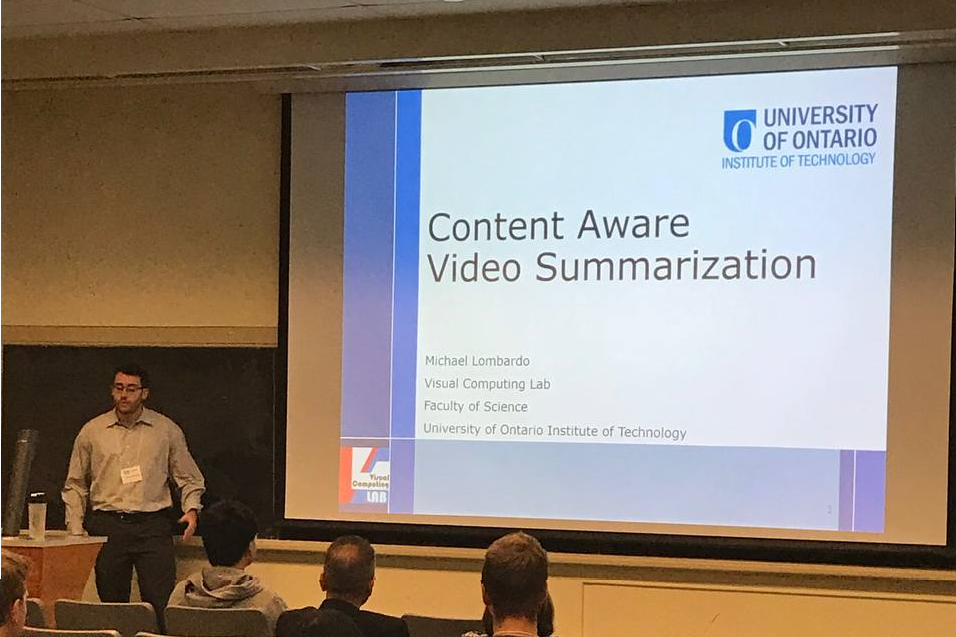 UNIVERSITY
OF ONTARIO
INSTITUTE OF TECHNOLOGY
Content Aware
Video Summarization
Michael Lombardo
Visual Computing Lab
Faculty of Science
University of Ontario Institute of Technology
Visual
Computing
LAB